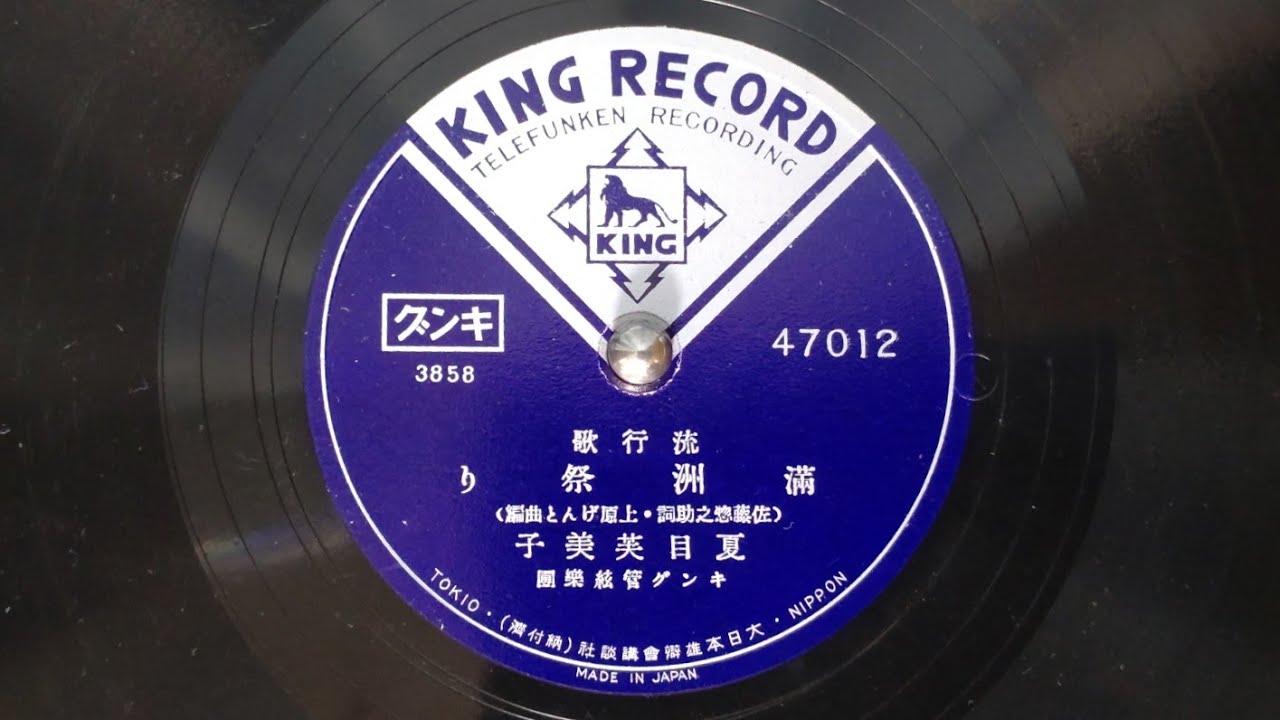 KING RECORD
TELEFUNKEN RECORDING
KING
キング
3858
47012
流行歌
滿洲祭り
(佐藤惣之助詞・上原げんと曲編)
夏目芙美子
キング管絃樂團
NIPPON・大日本雄辯會講談社(納付濟)・TOKIO
MADE IN JAPAN